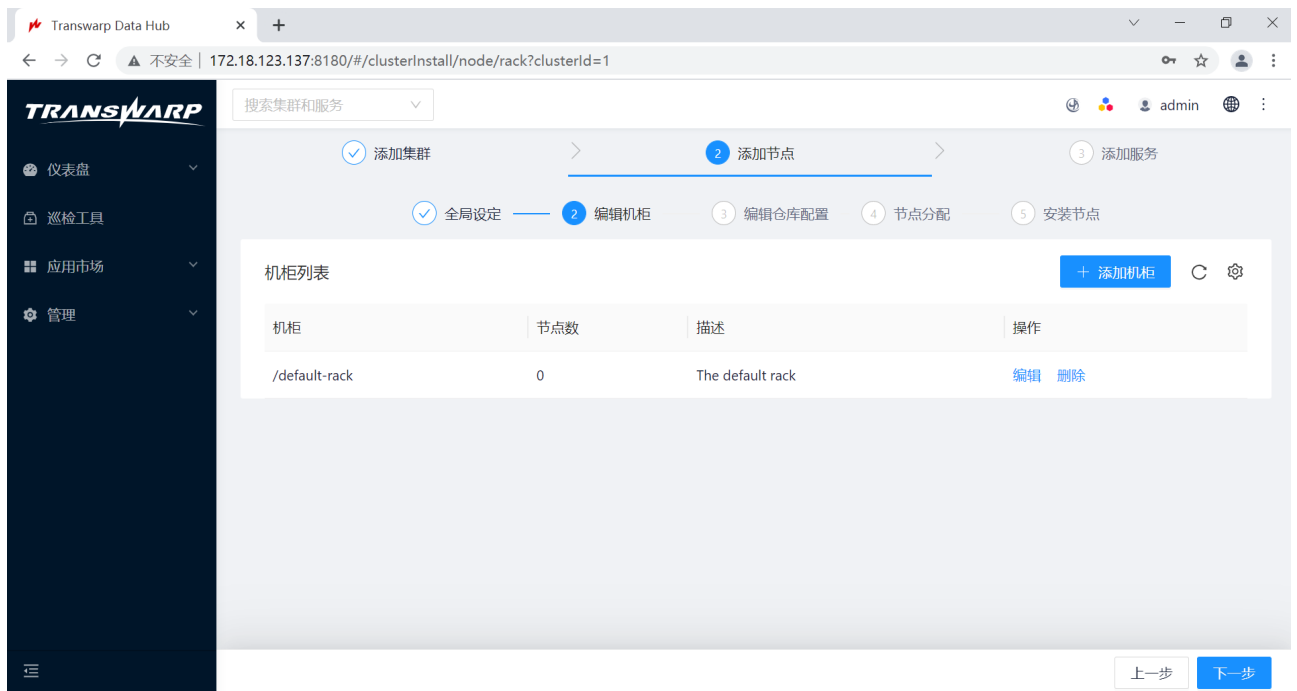 Transwarp Data Hub
不安全 172.18.123.137:8180/#/clusterInstall/node/rack?clusterId=1
TRANSWARP
搜索集群和服务
admin
仪表盘
巡检工具
应用市场
管理
添加集群
2 添加节点
3 添加服务
全局设定
2 编辑机柜
3 编辑仓库配置
4 节点分配
5 安装节点
机柜列表
+ 添加机柜
机柜 节点数 描述 操作
/default-rack 0 The default rack 编辑 删除
上一步 下一步